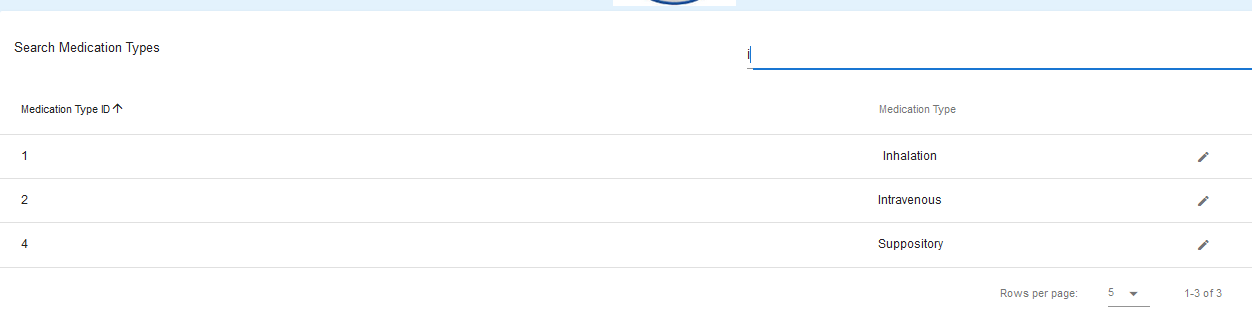 Search Medication Types
i
Medication Type ID Medication Type
1 Inhalation
2 Intravenous
4 Suppository
Rows per page: 5 1-3 of 3